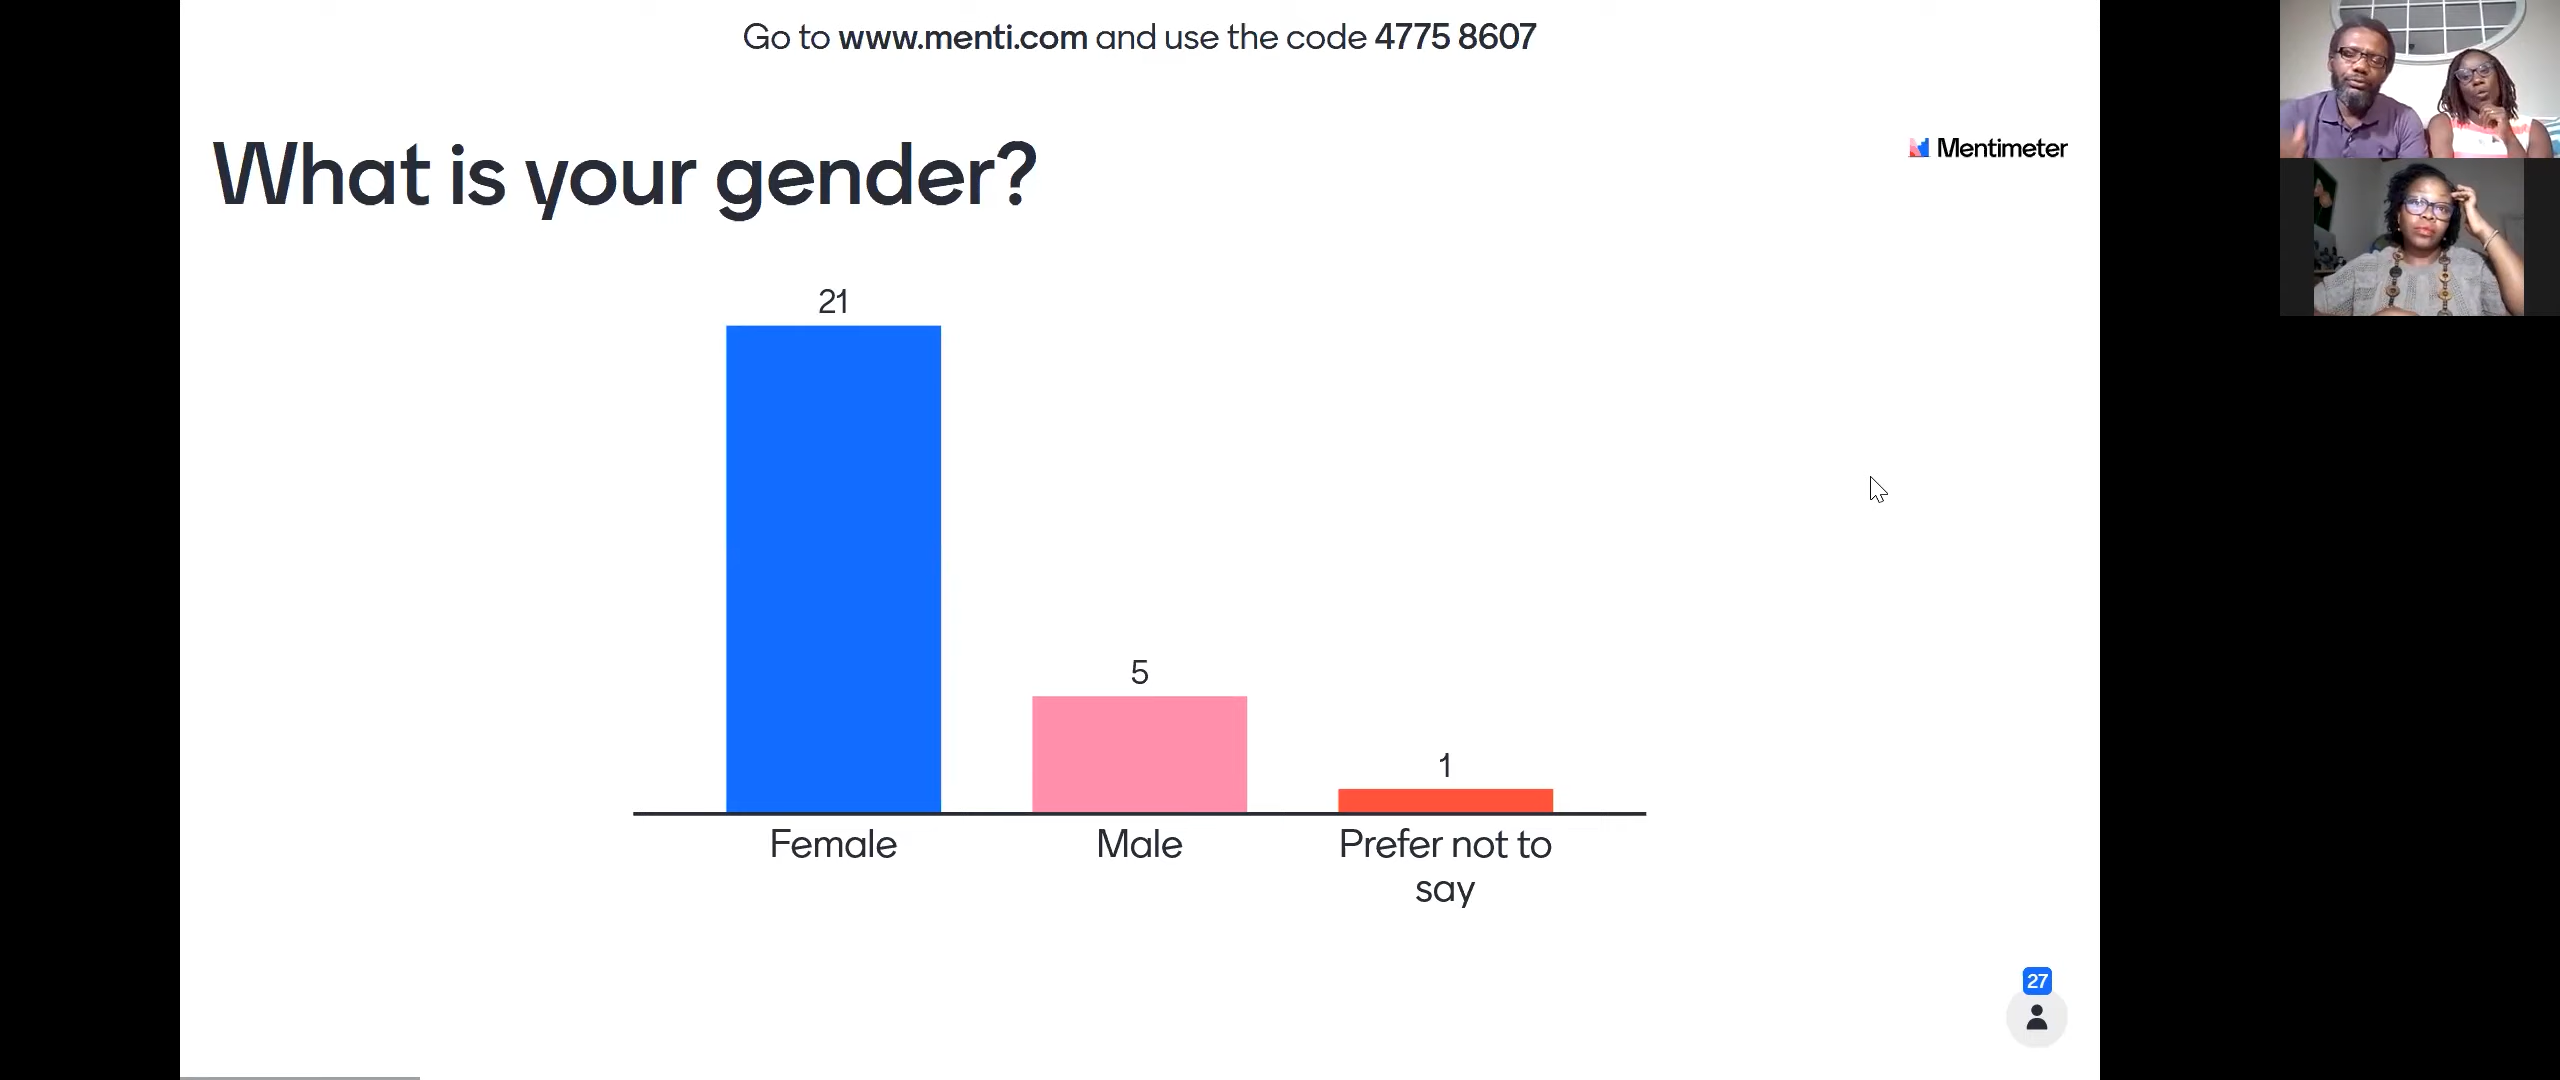 Go to www.menti.com and use the code 4775 8607
What is your gender?
Mentimeter
21
5
1
Female
Male
Prefer not to
say
27